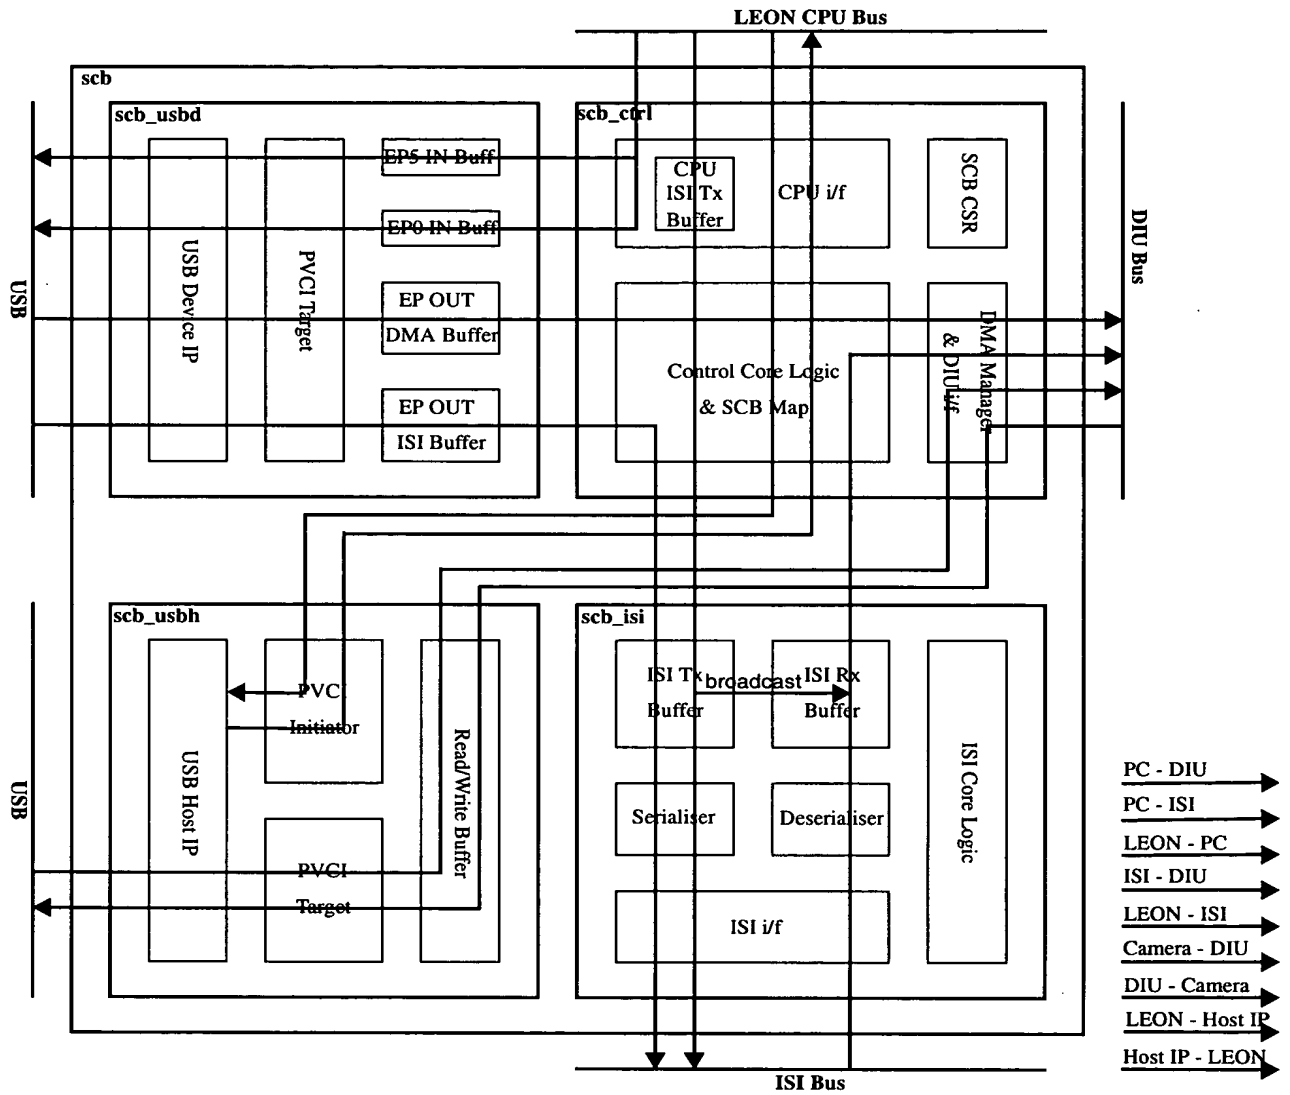 LEON CPU Bus
scb
scb_usbd
scb_ctrl
EP5 IN Buff
EP0 IN Buff
USB Device IP
PVCI Target
EP OUT
DMA Buffer
EP OUT
ISI Buffer
USB
CPU
ISI Tx
Buffer
CPU i/f
SCB CSR
Control Core Logic
& SCB Map
DMA Manager
& DIU i/f
DIU Bus
scb_usbh
scb_isi
USB Host IP
PVCI
Initiator
PVCI
Target
Read/Write Buffer
USB
ISI Tx
Buffer
broadcast
ISI Rx
Buffer
Serialiser
Deserialiser
ISI i/f
ISI Core Logic
ISI Bus
PC - DIU
PC - ISI
LEON - PC
ISI - DIU
LEON - ISI
Camera - DIU
DIU - Camera
LEON - Host IP
Host IP - LEON